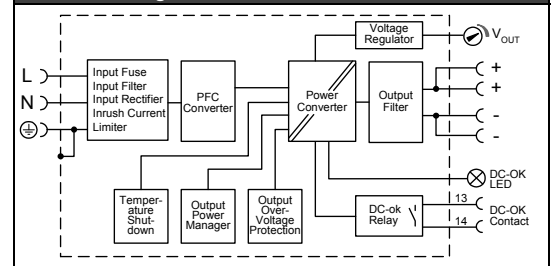 Voltage
Regulator
V OUT
L
N
Input Fuse
Input Filter
Input Rectifier
Inrush Current
Limiter
PFC
Converter
Power
Converter
Output
Filter
+
+
-
-
DC-OK
LED
Temper-
ature
Shut-
down
Output
Power
Manager
Output
Over-
Voltage
Protection
DC-ok
Relay
13
14
DC-OK
Contact